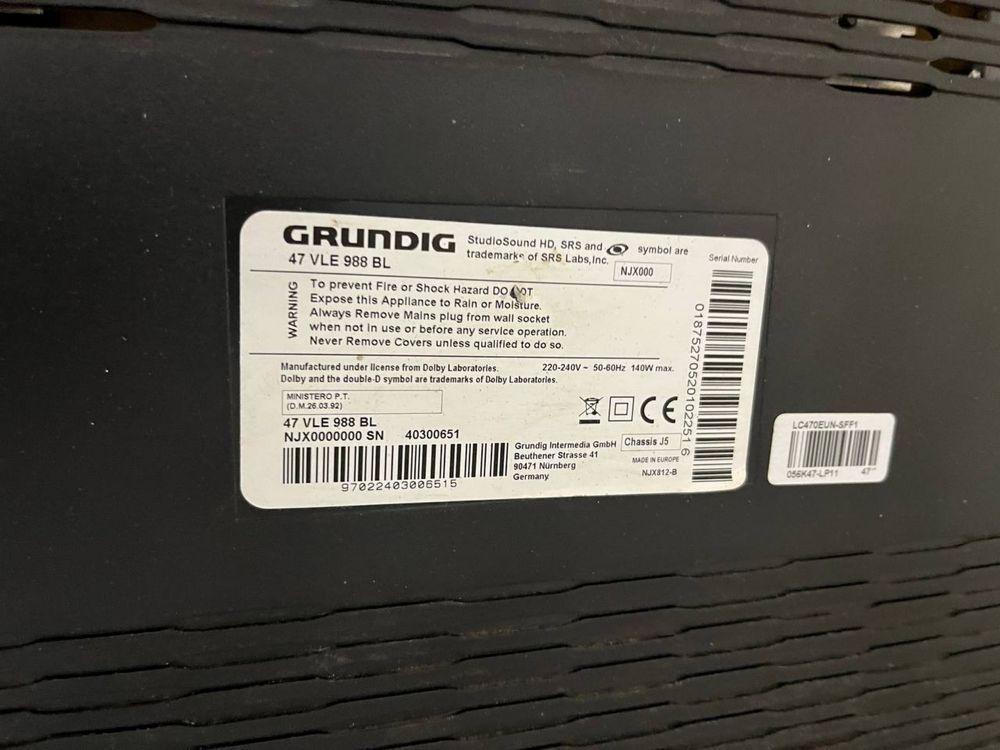 GRUNDIG
47 VLE 988 BL
StudioSound HD, SRS and symbol are
trademarks of SRS Labs,Inc.
NJX000
Serial Number
WARNING
To prevent Fire or Shock Hazard DO NOT
Expose this Appliance to Rain or Moisture.
Always Remove Mains plug from wall socket
when not in use or before any service operation.
Never Remove Covers unless qualified to do so.
Manufactured under license from Dolby Laboratories.
Dolby and the double-D symbol are trademarks of Dolby Laboratories.
220-240V ~ 50-60Hz 140W max.
MINISTERO P.T.
(D.M.26.03.92)
CE
47 VLE 988 BL
NJX0000000 SN 40300651
97022403006515
Grundig Intermedia GmbH
Beuthener Strasse 41
90471 Nürnberg
Germany
Chassis J5
MADE IN EUROPE
NJX812-B
01875270520102251 6
LC470EUN-SFF1
056K47-LP11 47"